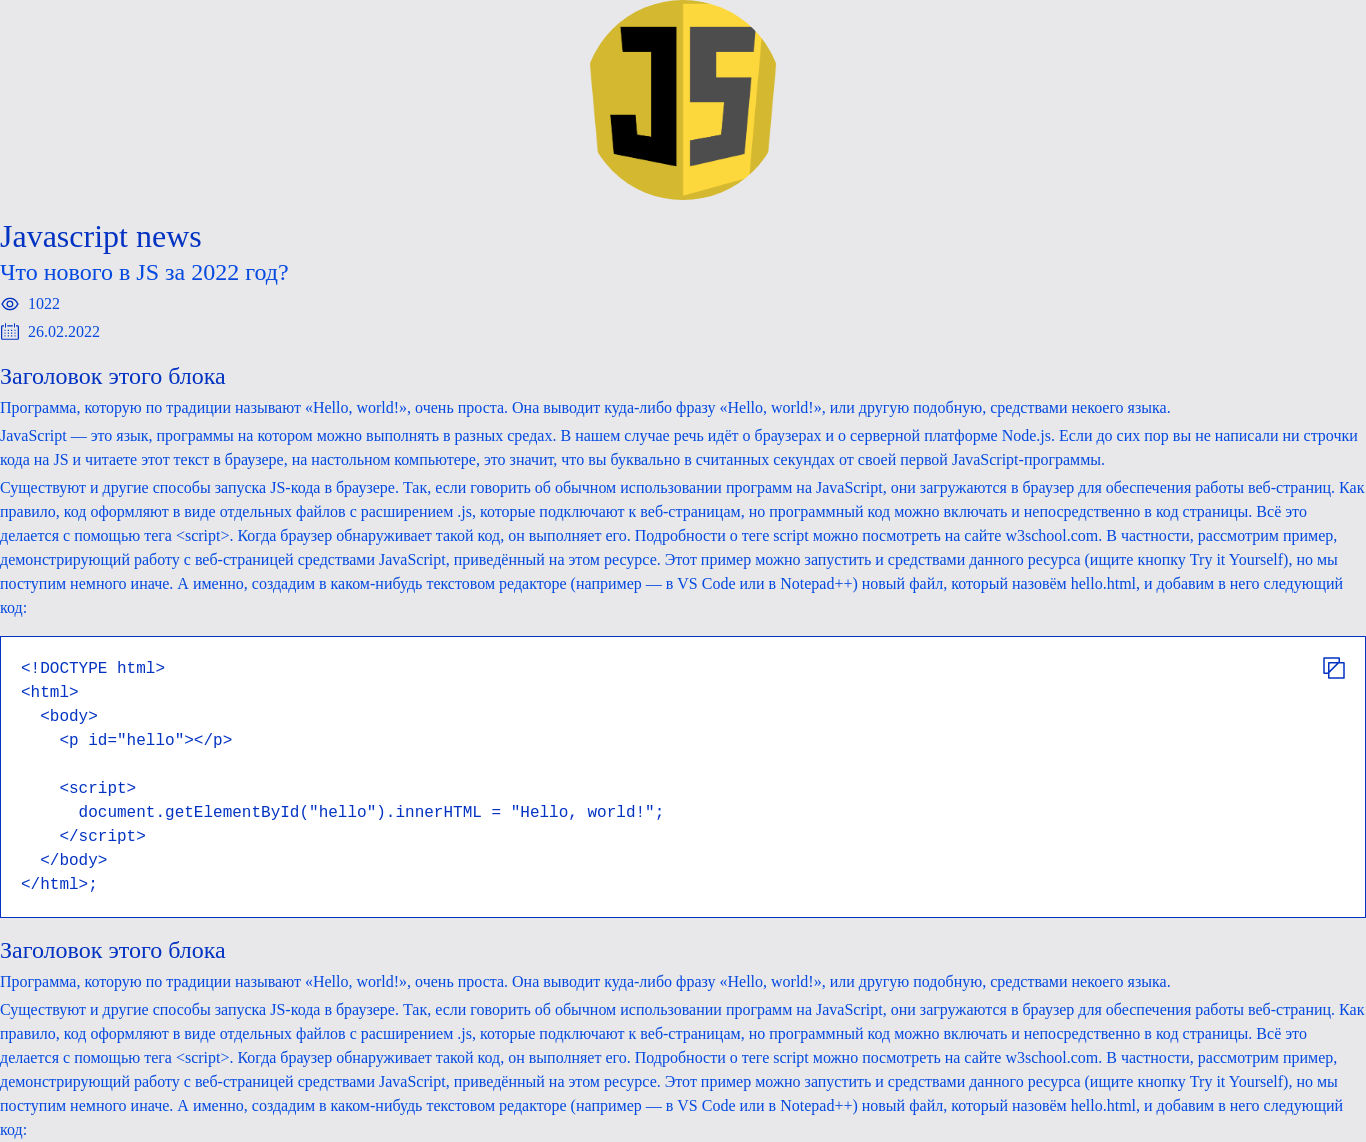 JS
Javascript news
Что нового в JS за 2022 год?
1022
26.02.2022
Заголовок этого блока
Программа, которую по традиции называют «Hello, world!», очень проста. Она выводит куда-либо фразу «Hello, world!», или другую подобную, средствами некоего языка.
JavaScript — это язык, программы на котором можно выполнять в разных средах. В нашем случае речь идёт о браузерах и о серверной платформе Node.js. Если до сих пор вы не написали ни строчки
кода на JS и читаете этот текст в браузере, на настольном компьютере, это значит, что вы буквально в считанных секундах от своей первой JavaScript-программы.
Существуют и другие способы запуска JS-кода в браузере. Так, если говорить об обычном использовании программ на JavaScript, они загружаются в браузер для обеспечения работы веб-страниц. Как
правило, код оформляют в виде отдельных файлов с расширением .js, которые подключают к веб-страницам, но программный код можно включать и непосредственно в код страницы. Всё это
делается с помощью тега <script>. Когда браузер обнаруживает такой код, он выполняет его. Подробности о теге script можно посмотреть на сайте w3school.com. В частности, рассмотрим пример,
демонстрирующий работу с веб-страницей средствами JavaScript, приведённый на этом ресурсе. Этот пример можно запустить и средствами данного ресурса (ищите кнопку Try it Yourself), но мы
поступим немного иначе. А именно, создадим в каком-нибудь текстовом редакторе (например — в VS Code или в Notepad++) новый файл, который назовём hello.html, и добавим в него следующий
код:
<!DOCTYPE html>
<html>
  <body>
    <p id="hello"></p>
    <script>
      document.getElementById("hello").innerHTML = "Hello, world!";
    </script>
  </body>
</html>;
Заголовок этого блока
Программа, которую по традиции называют «Hello, world!», очень проста. Она выводит куда-либо фразу «Hello, world!», или другую подобную, средствами некоего языка.
Существуют и другие способы запуска JS-кода в браузере. Так, если говорить об обычном использовании программ на JavaScript, они загружаются в браузер для обеспечения работы веб-страниц. Как
правило, код оформляют в виде отдельных файлов с расширением .js, которые подключают к веб-страницам, но программный код можно включать и непосредственно в код страницы. Всё это
делается с помощью тега <script>. Когда браузер обнаруживает такой код, он выполняет его. Подробности о теге script можно посмотреть на сайте w3school.com. В частности, рассмотрим пример,
демонстрирующий работу с веб-страницей средствами JavaScript, приведённый на этом ресурсе. Этот пример можно запустить и средствами данного ресурса (ищите кнопку Try it Yourself), но мы
поступим немного иначе. А именно, создадим в каком-нибудь текстовом редакторе (например — в VS Code или в Notepad++) новый файл, который назовём hello.html, и добавим в него следующий
код: